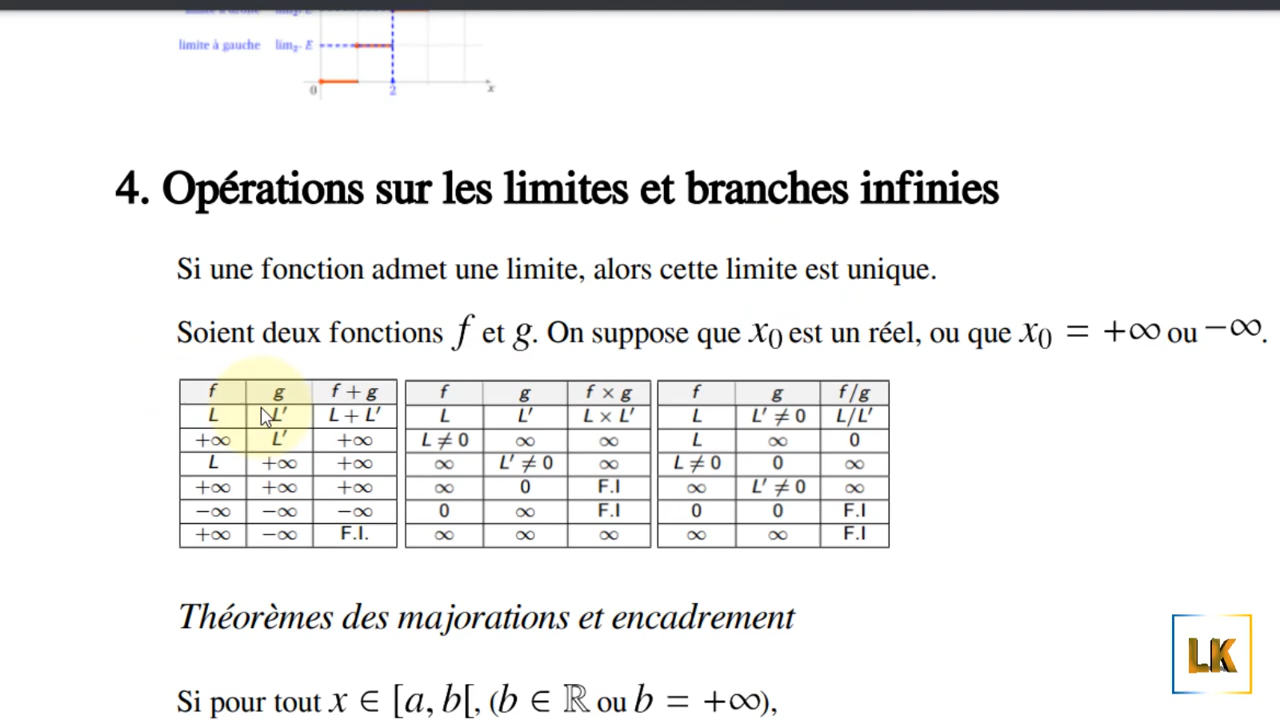 limite à gauche lim₂- E
0 2 x
4. Opérations sur les limites et branches infinies
Si une fonction admet une limite, alors cette limite est unique.
Soient deux fonctions f et g. On suppose que x₀ est un réel, ou que x₀ = +∞ ou −∞.
f g f + g f g f × g f g f/g
L L′ L + L′ L L′ L × L′ L L′ ≠ 0 L/L′
+∞ L′ +∞ L ≠ 0 ∞ ∞ L ∞ 0
L +∞ +∞ ∞ L′ ≠ 0 ∞ L ≠ 0 0 ∞
+∞ +∞ +∞ ∞ 0 F.I ∞ L′ ≠ 0 ∞
−∞ −∞ −∞ 0 ∞ F.I 0 0 F.I
+∞ −∞ F.I. ∞ ∞ ∞ ∞ ∞ F.I
Théorèmes des majorations et encadrement
Si pour tout x ∈ [a, b[, (b ∈ ℝ ou b = +∞),
LK